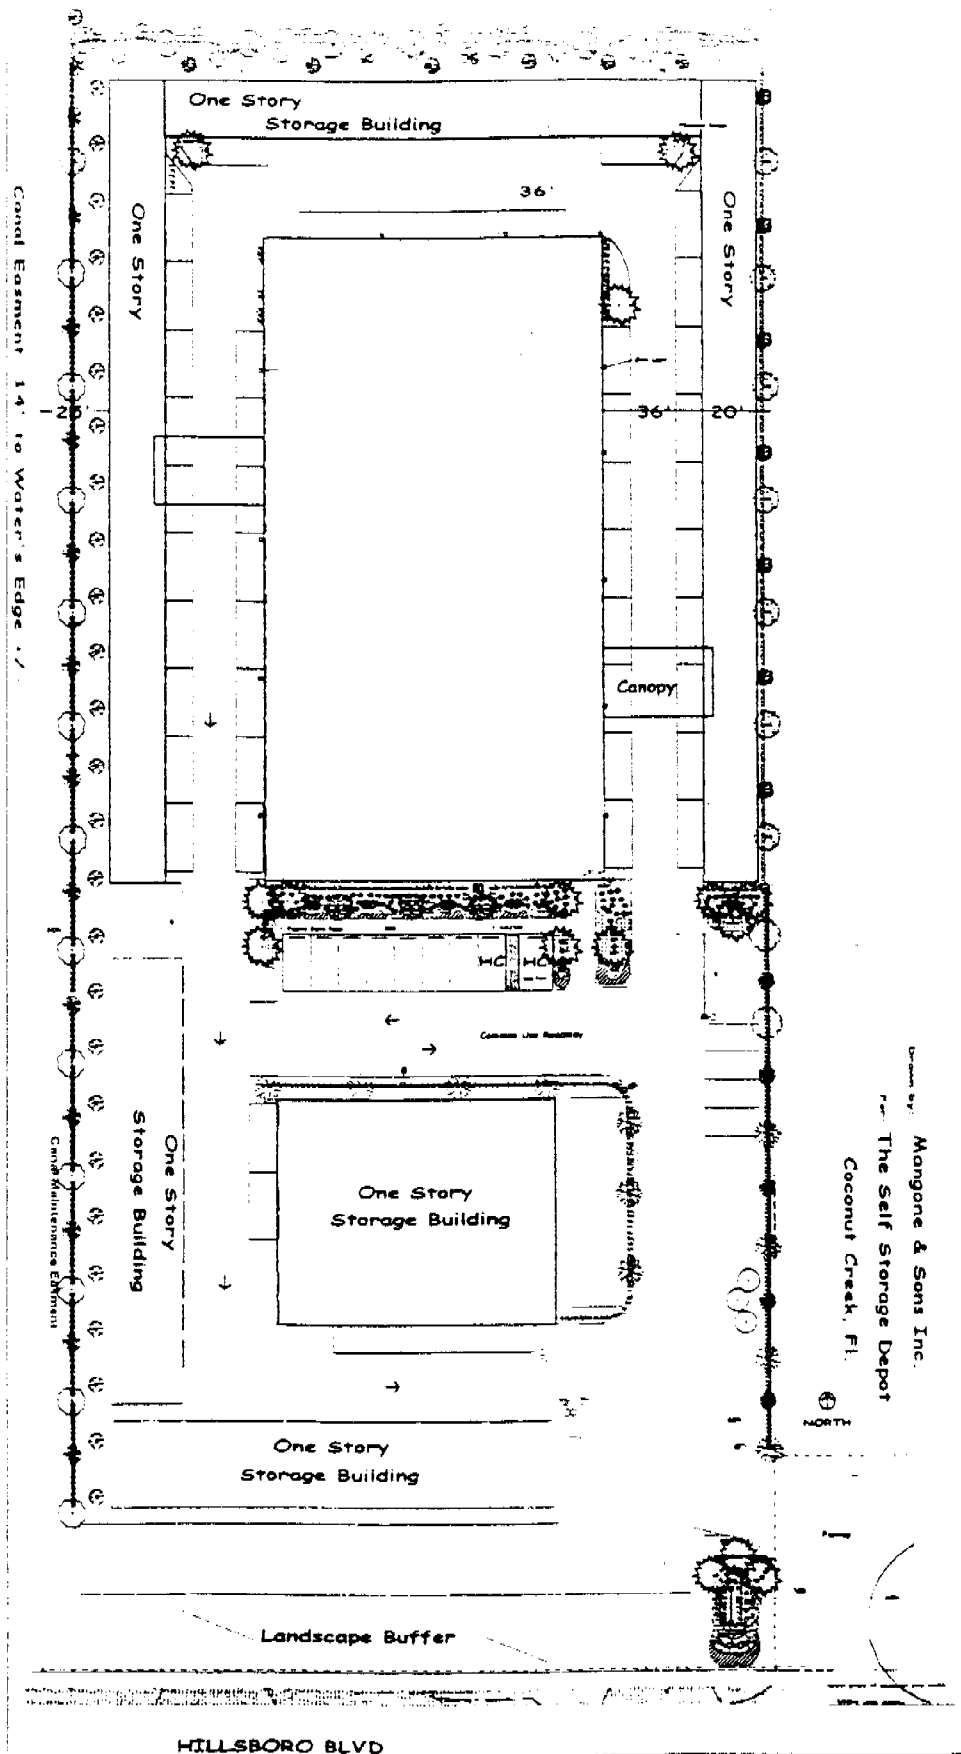 One Story
Storage Building
36'
One Story
One Story
Canal Easment 14' to Water's Edge +/
36'
20'
Canopy
HC
HC
Common Use Roadway
One Story
Storage Building
Canal Maintenance Easment
One Story
Storage Building
Drawn by: Mangone & Sons Inc.
For: The Self Storage Depot
Coconut Creek, Fl.
NORTH
One Story
Storage Building
Landscape Buffer
HILLSBORO BLVD